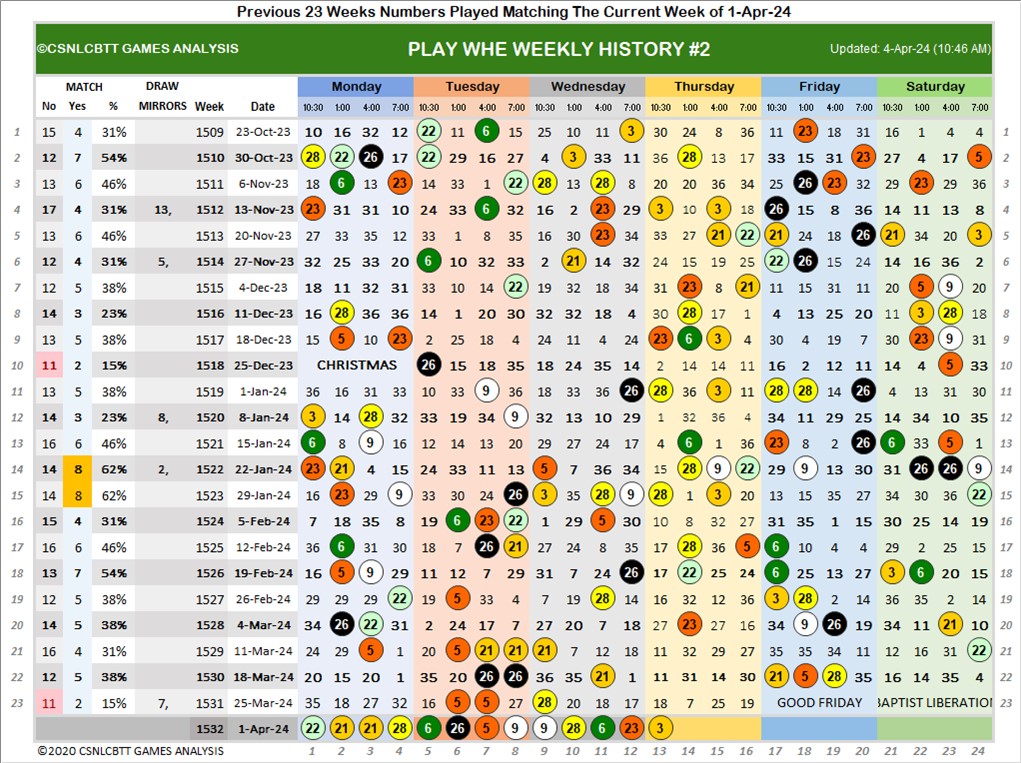 Previous 23 Weeks Numbers Played Matching The Current Week of 1-Apr-24
©CSNLCBTT GAMES ANALYSIS PLAY WHE WEEKLY HISTORY #2 Updated: 4-Apr-24 (10:46 AM)
MATCH DRAW Monday Tuesday Wednesday Thursday Friday Saturday
No Yes % MIRRORS Week Date 10:30 1:00 4:00 7:00 10:30 1:00 4:00 7:00 10:30 1:00 4:00 7:00 10:30 1:00 4:00 7:00 10:30 1:00 4:00 7:00 10:30 1:00 4:00 7:00
1 15 4 31% 1509 23-Oct-23 10 16 32 12 22 11 6 15 25 10 11 3 30 24 8 36 11 23 18 31 16 1 4 4 1
2 12 7 54% 1510 30-Oct-23 28 22 26 17 22 29 16 27 4 3 33 11 36 28 13 17 33 15 31 23 27 4 17 5 2
3 13 6 46% 1511 6-Nov-23 18 6 13 23 14 33 1 22 28 13 28 8 20 20 36 34 25 26 23 32 29 23 29 36 3
4 17 4 31% 13, 1512 13-Nov-23 23 31 31 10 24 33 6 32 16 2 23 29 3 10 3 18 26 15 8 36 14 11 13 8 4
5 13 6 46% 1513 20-Nov-23 27 33 35 12 33 1 8 35 16 30 23 34 33 27 21 22 21 24 18 26 21 34 20 3 5
6 12 4 31% 5, 1514 27-Nov-23 32 25 33 20 6 10 32 33 2 21 14 32 24 15 19 25 22 26 15 24 14 16 36 2 6
7 12 5 38% 1515 4-Dec-23 18 11 32 31 33 10 14 22 19 32 18 34 31 23 8 21 11 15 31 11 20 5 9 20 7
8 14 3 23% 1516 11-Dec-23 16 28 36 36 14 1 20 30 32 32 18 4 30 28 17 1 4 13 25 20 11 3 28 18 8
9 13 5 38% 1517 18-Dec-23 15 5 10 23 2 25 18 4 24 11 4 24 23 6 3 4 30 4 19 7 30 23 9 31 9
10 11 2 15% 1518 25-Dec-23 CHRISTMAS 26 15 18 35 18 24 35 14 2 14 14 11 16 2 12 11 14 4 5 33 10
11 13 5 38% 1519 1-Jan-24 36 16 31 33 10 33 9 36 18 33 36 26 28 36 3 11 28 28 14 26 4 13 31 30 11
12 14 3 23% 8, 1520 8-Jan-24 3 14 28 32 33 19 34 9 32 13 10 29 1 32 36 4 34 11 29 25 14 34 10 35 12
13 16 6 46% 1521 15-Jan-24 6 8 9 16 12 14 13 20 29 27 24 17 4 6 1 36 23 8 2 26 6 33 5 1 13
14 14 8 62% 2, 1522 22-Jan-24 23 21 4 15 24 33 11 13 5 7 36 34 15 28 9 22 29 9 13 30 31 26 23 9 14
15 14 8 62% 1523 29-Jan-24 16 23 29 9 33 30 24 26 3 35 28 9 28 1 3 20 13 15 35 27 34 30 36 22 15
16 15 4 31% 1524 5-Feb-24 7 18 35 8 19 6 23 22 1 29 5 30 10 8 32 27 31 35 1 15 30 25 14 19 16
17 16 6 46% 1525 12-Feb-24 36 6 31 30 18 7 26 21 27 24 8 35 17 28 36 5 6 10 4 4 29 2 25 15 17
18 13 7 54% 1526 19-Feb-24 16 5 9 29 11 12 7 29 31 7 24 26 17 22 25 24 6 25 13 27 3 6 20 15 18
19 12 5 38% 1527 26-Feb-24 29 29 29 22 19 5 33 4 7 19 28 19 16 32 12 36 3 28 2 14 36 35 2 14 19
20 14 5 38% 1528 4-Mar-24 34 26 22 31 2 24 17 7 27 20 7 18 27 23 27 16 34 9 26 19 34 11 21 10 20
21 16 4 31% 1529 11-Mar-24 24 29 5 1 20 5 21 21 21 7 12 18 11 32 29 27 35 35 34 11 12 16 31 22 21
22 12 5 38% 1530 18-Mar-24 20 15 20 1 35 20 26 26 36 35 21 1 11 31 14 30 21 5 28 35 16 14 35 4 22
23 11 2 15% 7, 1531 25-Mar-24 35 18 27 32 16 5 5 27 28 20 18 17 18 7 25 19 GOOD FRIDAY BAPTIST LIBERATION 23
1532 1-Apr-24 22 21 21 28 6 26 5 9 9 28 6 23 3
©2020 CSNLCBTT GAMES ANALYSIS 1 2 3 4 5 6 7 8 9 10 11 12 13 14 15 16 17 18 19 20 21 22 23 24